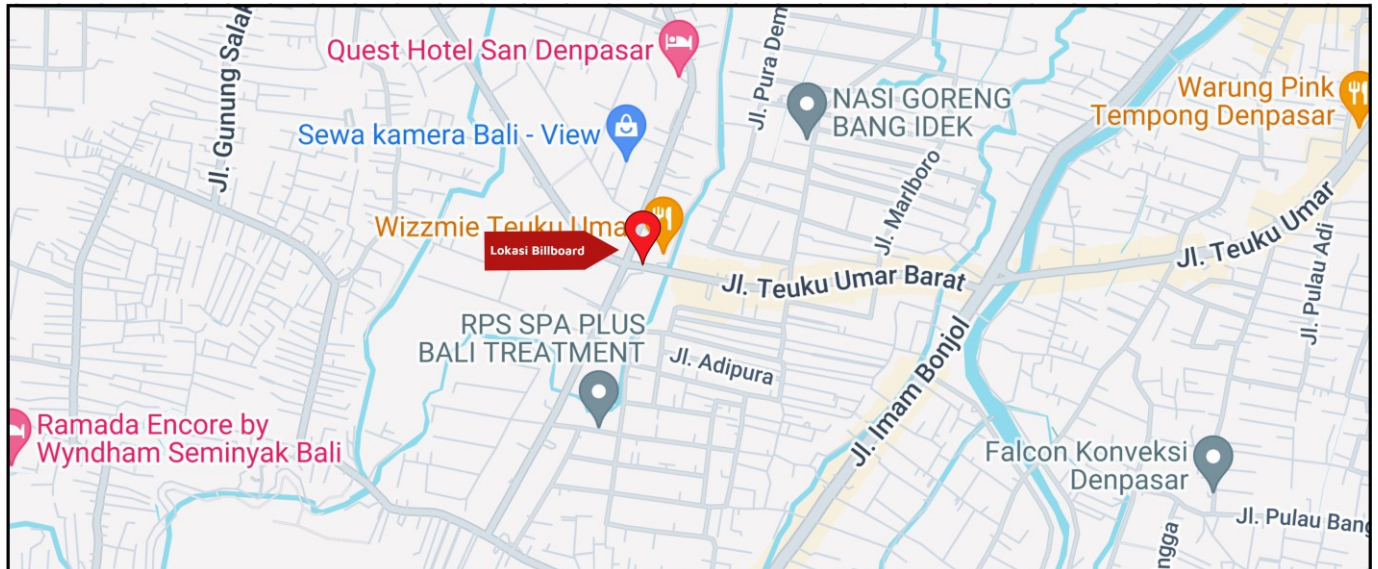 Jl. Gunung Salak
Quest Hotel San Denpasar
Jl. Pura Dem
NASI GORENG
BANG IDEK
Warung Pink
Tempong Denpasar
Sewa kamera Bali - View
Jl. Marlboro
Wizzmie Teuku Uma
Lokasi Billboard
Jl. Teuku Umar Barat
Jl. Teuku Umar
Jl. Pulau Adi
RPS SPA PLUS
BALI TREATMENT
Jl. Adipura
Jl. Imam Bonjol
Ramada Encore by
Wyndham Seminyak Bali
Falcon Konveksi
Denpasar
Jl. Pulau Bang
ngga